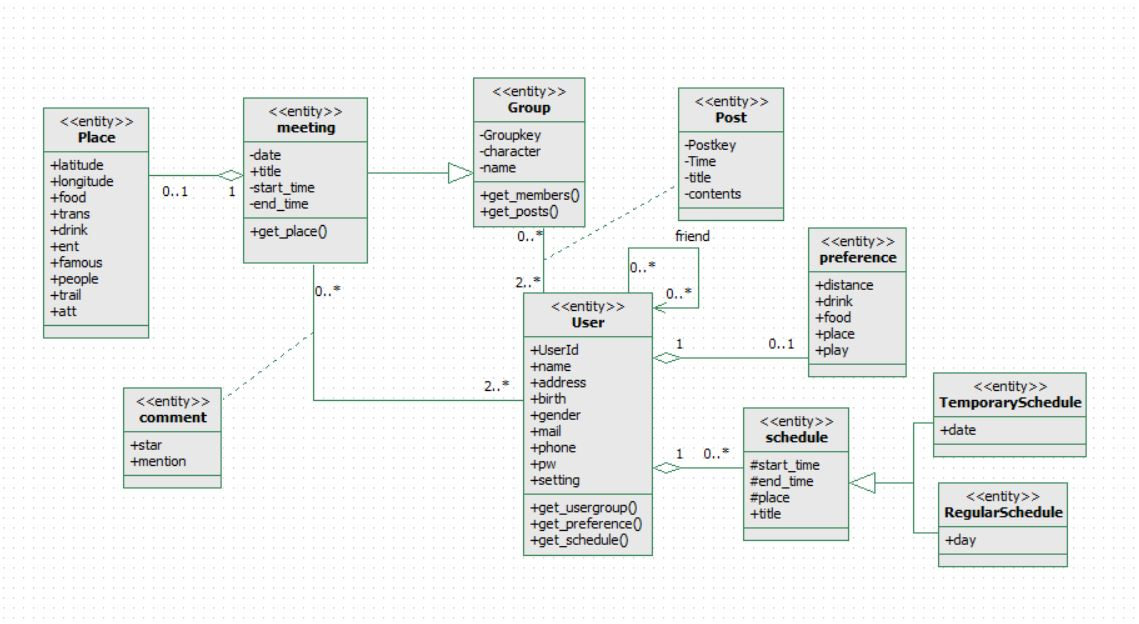 <<entity>>
Place
+latitude
+longitude
+food
+trans
+drink
+ent
+famous
+people
+trail
+att
0..1
1
<<entity>>
meeting
-date
+title
-start_time
-end_time
+get_place()
<<entity>>
Group
-Groupkey
-character
-name
+get_members()
+get_posts()
<<entity>>
Post
-Postkey
-Time
-title
-contents
0..*
2..*
friend
0..*
0..*
<<entity>>
preference
+distance
+drink
+food
+place
+play
0..*
2..*
<<entity>>
User
+UserId
+name
+address
+birth
+gender
+mail
+phone
+pw
+setting
+get_usergroup()
+get_preference()
+get_schedule()
1
0..1
1
0..*
<<entity>>
comment
+star
+mention
<<entity>>
schedule
#start_time
#end_time
#place
+title
<<entity>>
TemporarySchedule
+date
<<entity>>
RegularSchedule
+day